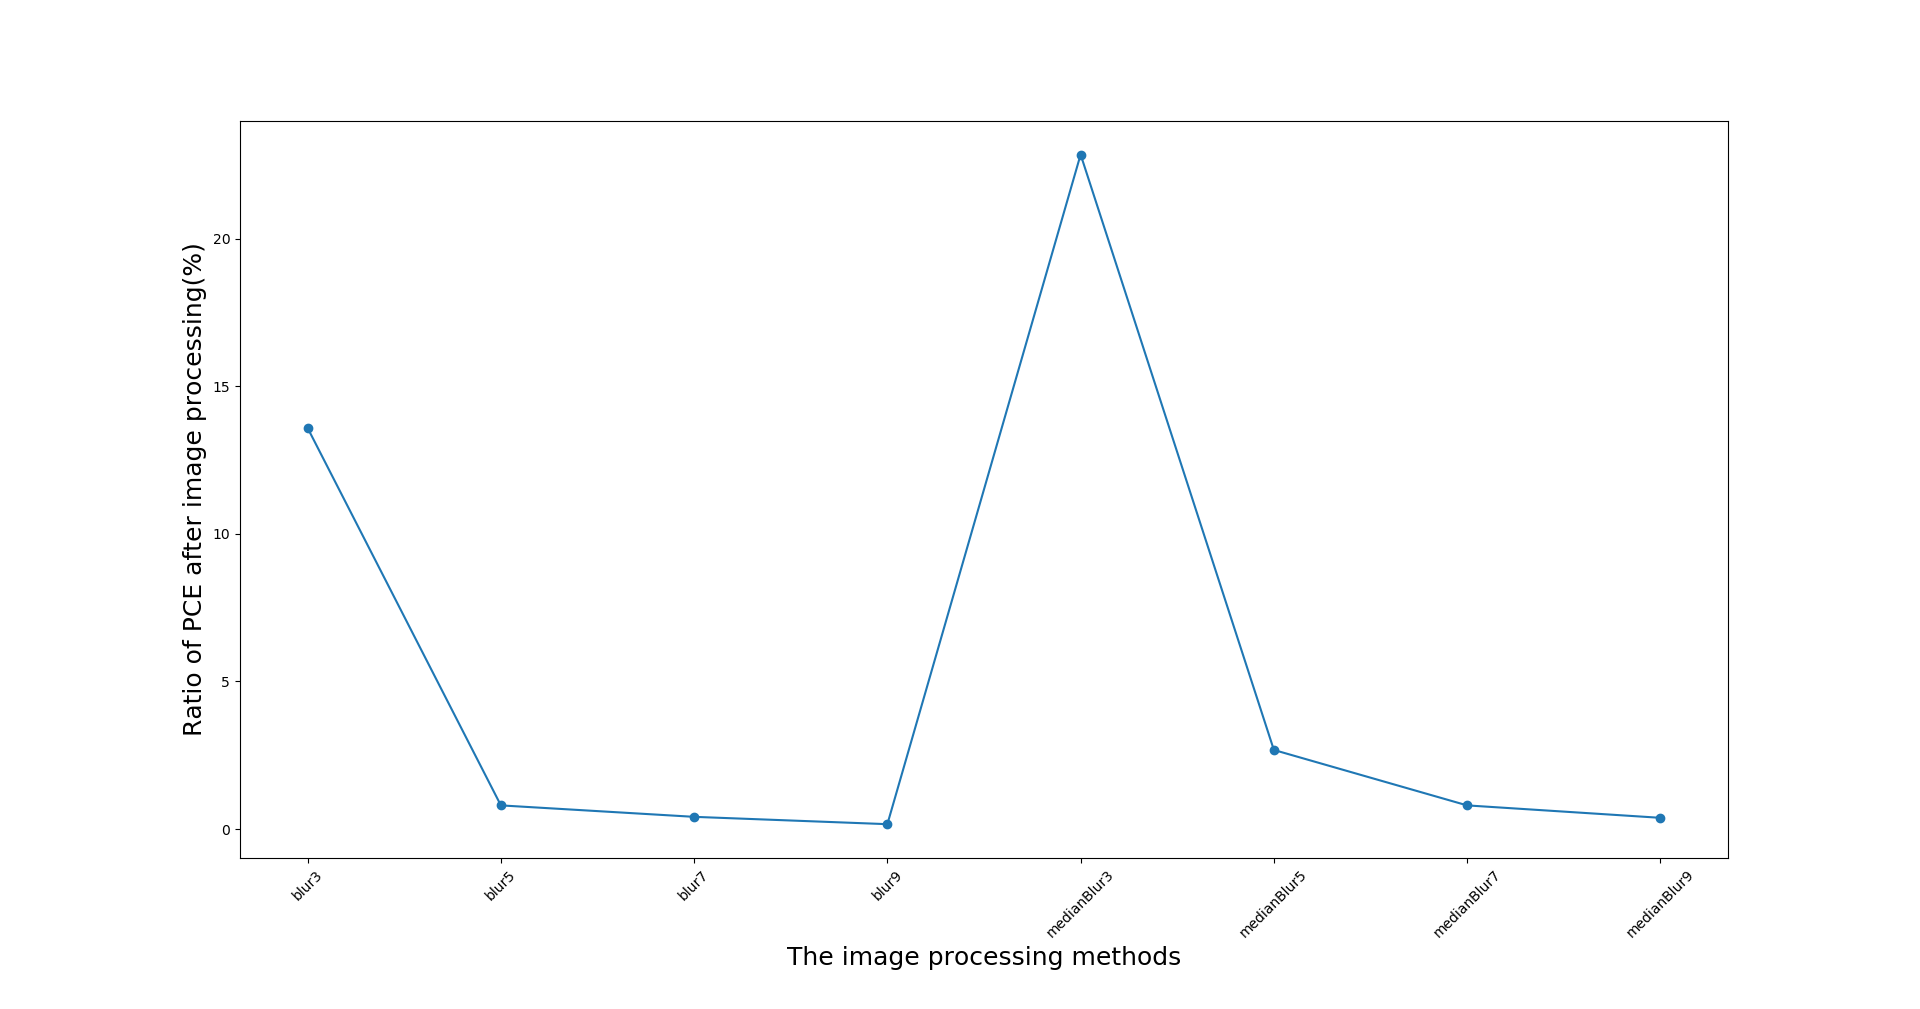 Ratio of PCE after image processing(%)
20
15
10
5
0
blur3
blur5
blur7
blur9
medianBlur3
medianBlur5
medianBlur7
medianBlur9
The image processing methods